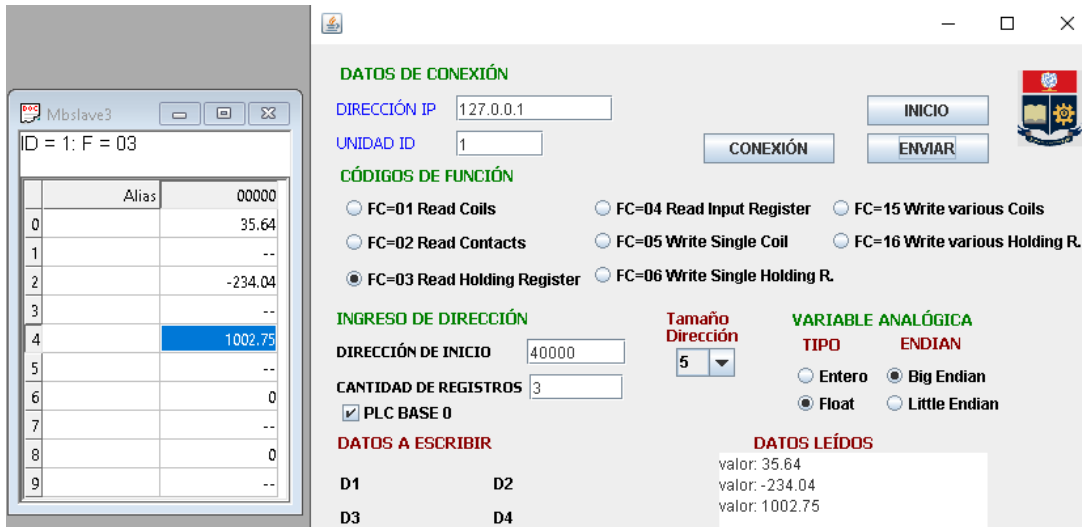 Mbslave3
ID = 1: F = 03
Alias 00000
0 35.64
1 --
2 -234.04
3 --
4 1002.75
5 --
6 0
7 --
8 0
9 --
DATOS DE CONEXIÓN
DIRECCIÓN IP 127.0.0.1 INICIO
UNIDAD ID 1 CONEXIÓN ENVIAR
CÓDIGOS DE FUNCIÓN
FC=01 Read Coils FC=04 Read Input Register FC=15 Write various Coils
FC=02 Read Contacts FC=05 Write Single Coil FC=16 Write various Holding R.
FC=03 Read Holding Register FC=06 Write Single Holding R.
INGRESO DE DIRECCIÓN Tamaño Dirección VARIABLE ANALÓGICA
TIPO ENDIAN
DIRECCIÓN DE INICIO 40000 5 Entero Big Endian
CANTIDAD DE REGISTROS 3 Float Little Endian
PLC BASE 0
DATOS A ESCRIBIR DATOS LEÍDOS
valor: 35.64
D1 D2 valor: -234.04
valor: 1002.75
D3 D4